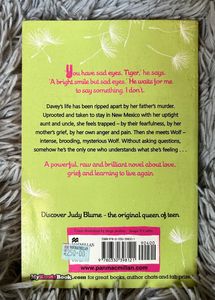 'You have sad eyes, Tiger,' he says.
'A bright smile but sad eyes.' He waits for me
to say something. I don't.
Davey's life has been ripped apart by her father's murder.
Uprooted and taken to stay in New Mexico with her uptight
aunt and uncle, she feels trapped – by their fearfulness, by her
mother's grief, by her own anger and pain. Then she meets Wolf –
intense, brooding, mysterious Wolf. Without asking questions,
somehow he's the only one who understands what she's feeling . . .
A powerful, raw and brilliant novel about love,
grief and learning to live again.
Discover Judy Blume – the original queen of teen.
MACMILLAN
90400
www.panmacmillan.com
for great books, author chats and lots more.